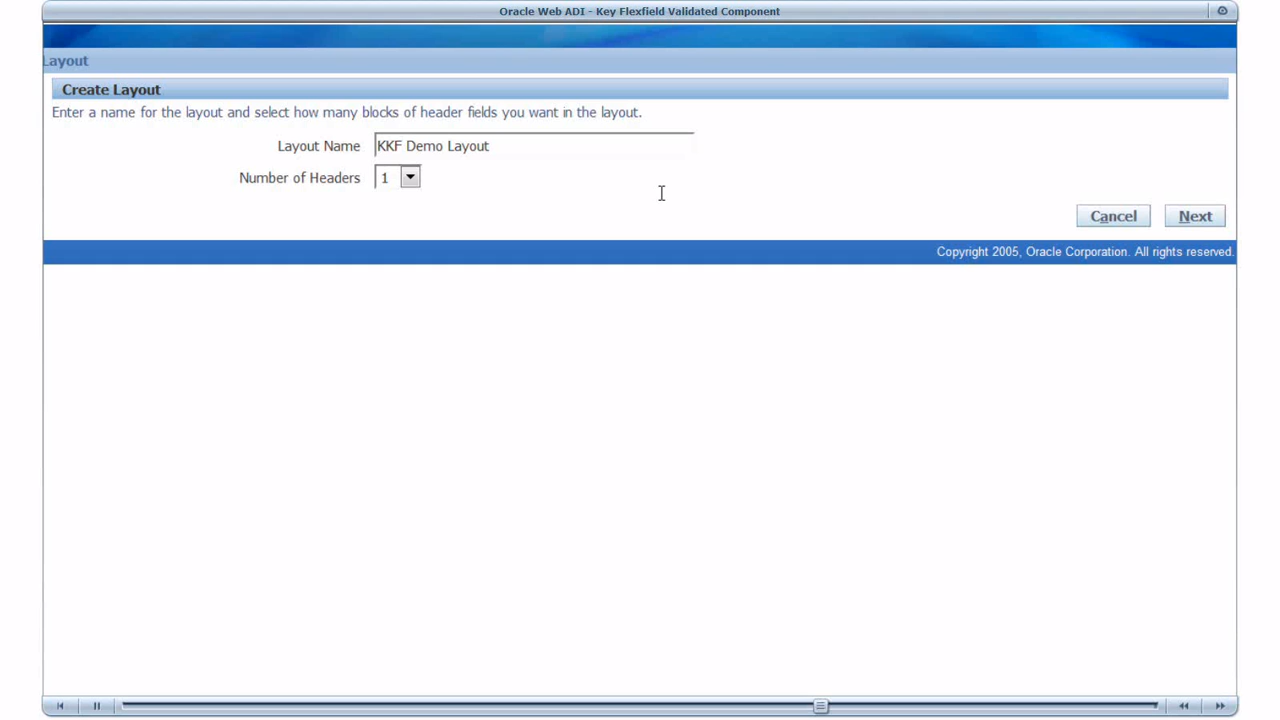 Oracle Web ADI - Key Flexfield Validated Component
Layout
Create Layout
Enter a name for the layout and select how many blocks of header fields you want in the layout.
Layout Name KKF Demo Layout
Number of Headers 1
Cancel Next
Copyright 2005, Oracle Corporation. All rights reserved.